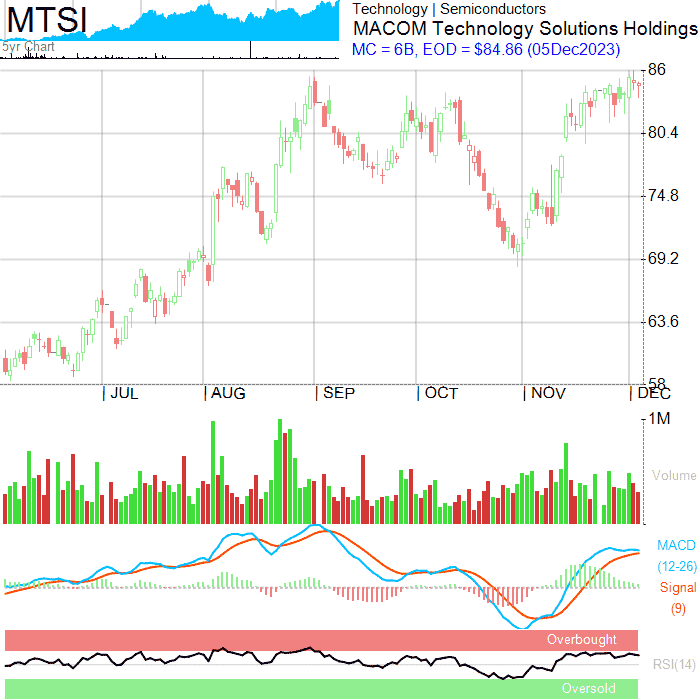 MTSI
5yr Chart
Technology | Semiconductors
MACOM Technology Solutions Holdings
MC = 6B, EOD = $84.86 (05Dec2023)
86
80.4
74.8
69.2
63.6
58
JUL AUG SEP OCT NOV DEC
1M
Volume
MACD
(12-26)
Signal
(9)
Overbought
RSI(14)
Oversold